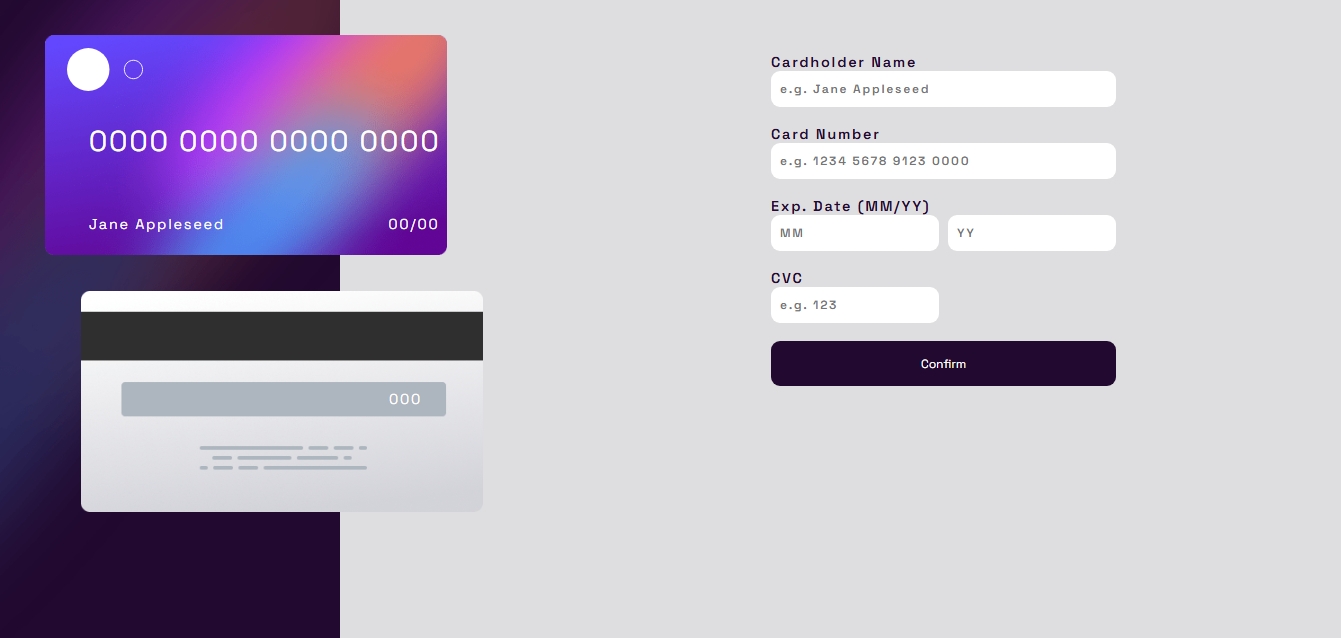 0000 0000 0000 0000
Jane Appleseed 00/00
000
Cardholder Name
e.g. Jane Appleseed
Card Number
e.g. 1234 5678 9123 0000
Exp. Date (MM/YY)
MM YY
CVC
e.g. 123
Confirm